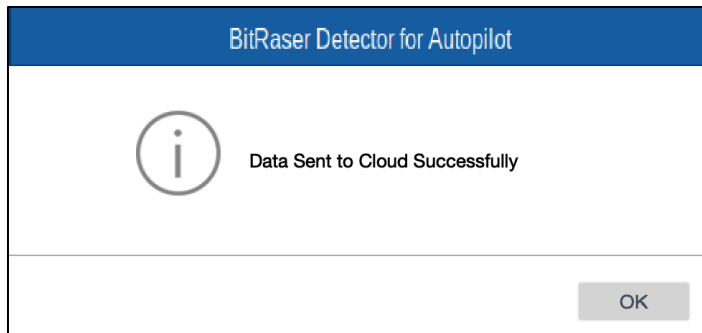 BitRaser Detector for Autopilot
Data Sent to Cloud Successfully
OK